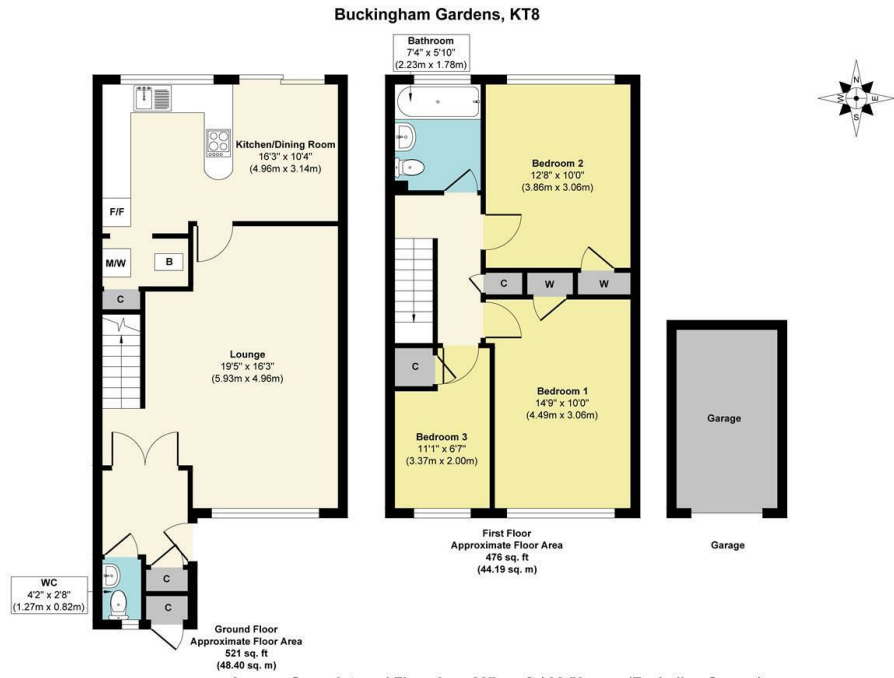 Buckingham Gardens, KT8
Bathroom
7'4" x 5'10"
(2.23m x 1.78m)
N
W
E
S
Kitchen/Dining Room
16'3" x 10'4"
(4.96m x 3.14m)
F/F
M/W
B
C
Lounge
19'5" x 16'3"
(5.93m x 4.96m)
WC
4'2" x 2'8"
(1.27m x 0.82m)
C
C
Ground Floor
Approximate Floor Area
521 sq. ft
(48.40 sq. m)
Bedroom 2
12'8" x 10'0"
(3.86m x 3.06m)
C
W
W
C
Bedroom 1
14'9" x 10'0"
(4.49m x 3.06m)
Bedroom 3
11'1" x 6'7"
(3.37m x 2.00m)
First Floor
Approximate Floor Area
476 sq. ft
(44.19 sq. m)
Garage
Garage